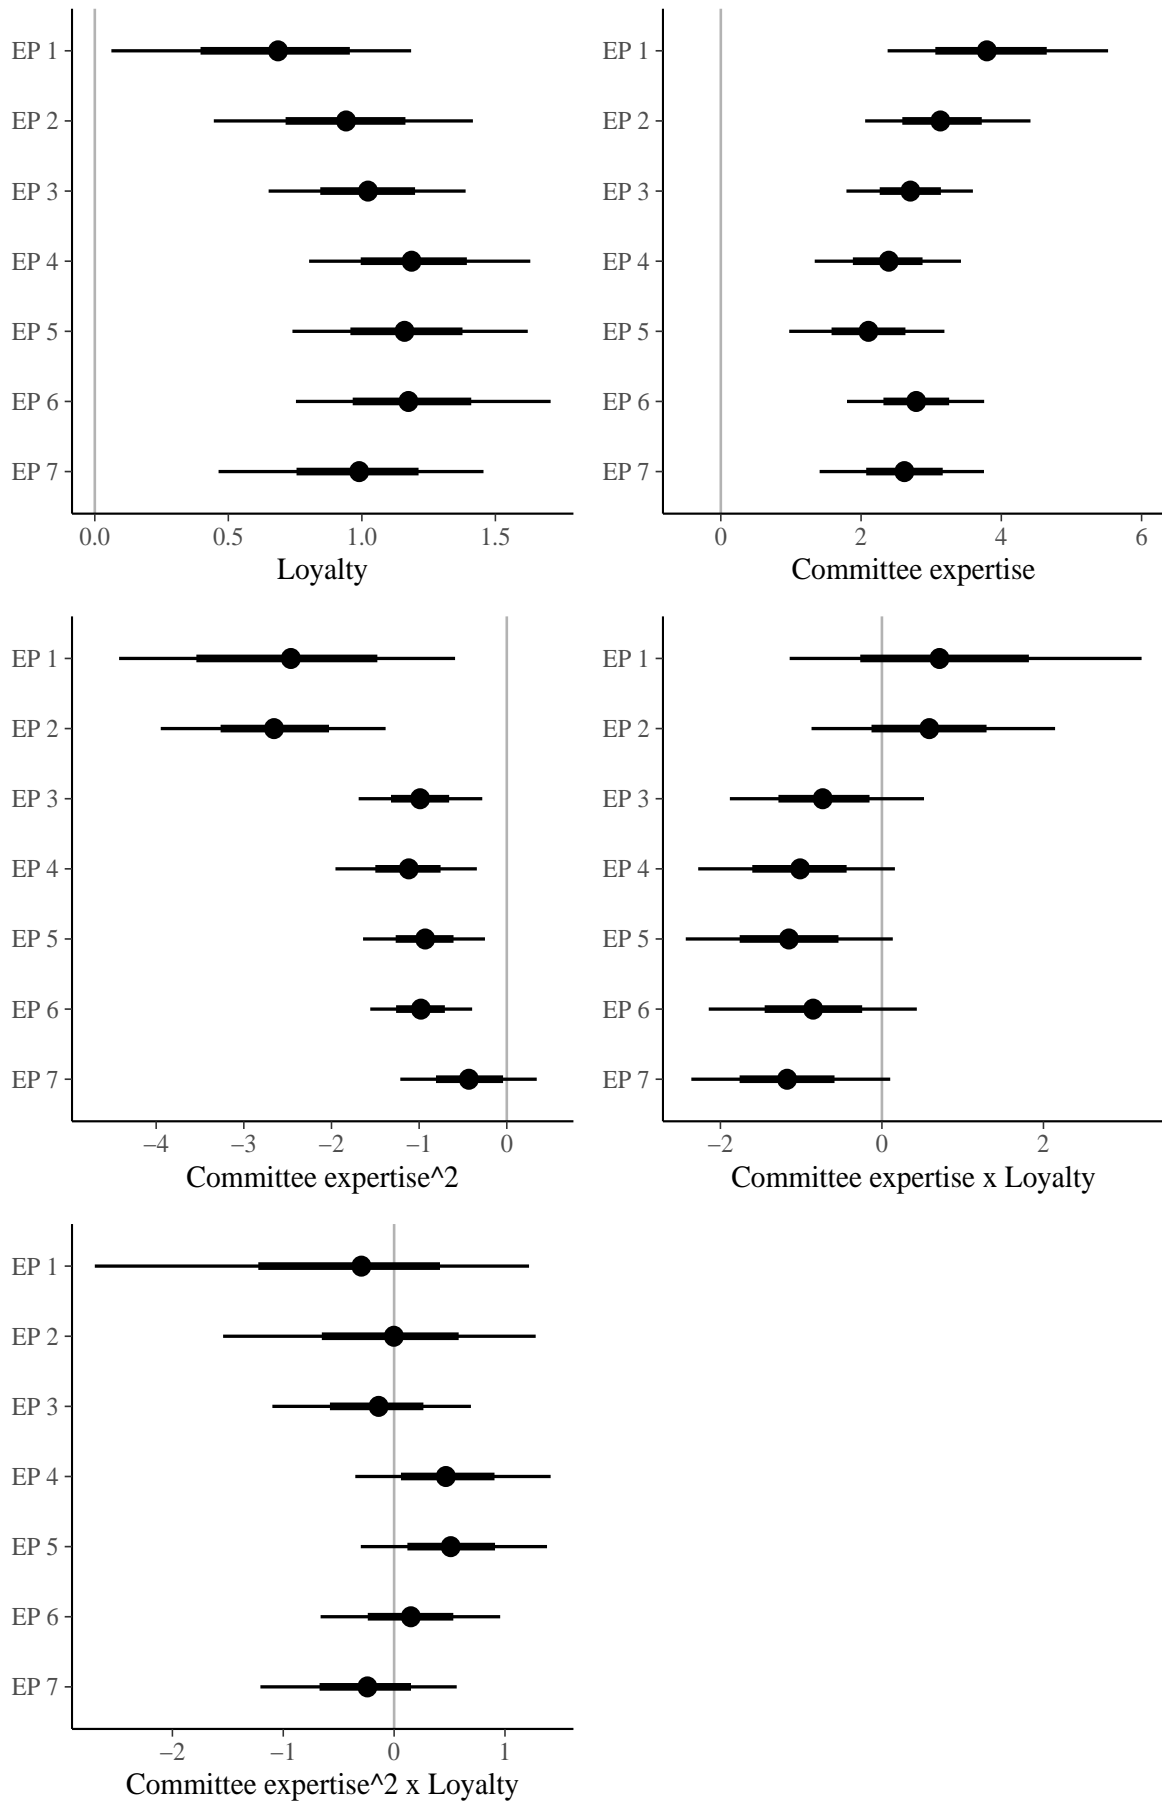 EP 1
EP 2
EP 3
EP 4
EP 5
EP 6
EP 7
0.0 0.5 1.0 1.5
Loyalty
EP 1
EP 2
EP 3
EP 4
EP 5
EP 6
EP 7
0 2 4 6
Committee expertise
EP 1
EP 2
EP 3
EP 4
EP 5
EP 6
EP 7
−4 −3 −2 −1 0
Committee expertise^2
EP 1
EP 2
EP 3
EP 4
EP 5
EP 6
EP 7
−2 0 2
Committee expertise x Loyalty
EP 1
EP 2
EP 3
EP 4
EP 5
EP 6
EP 7
−2 −1 0 1
Committee expertise^2 x Loyalty